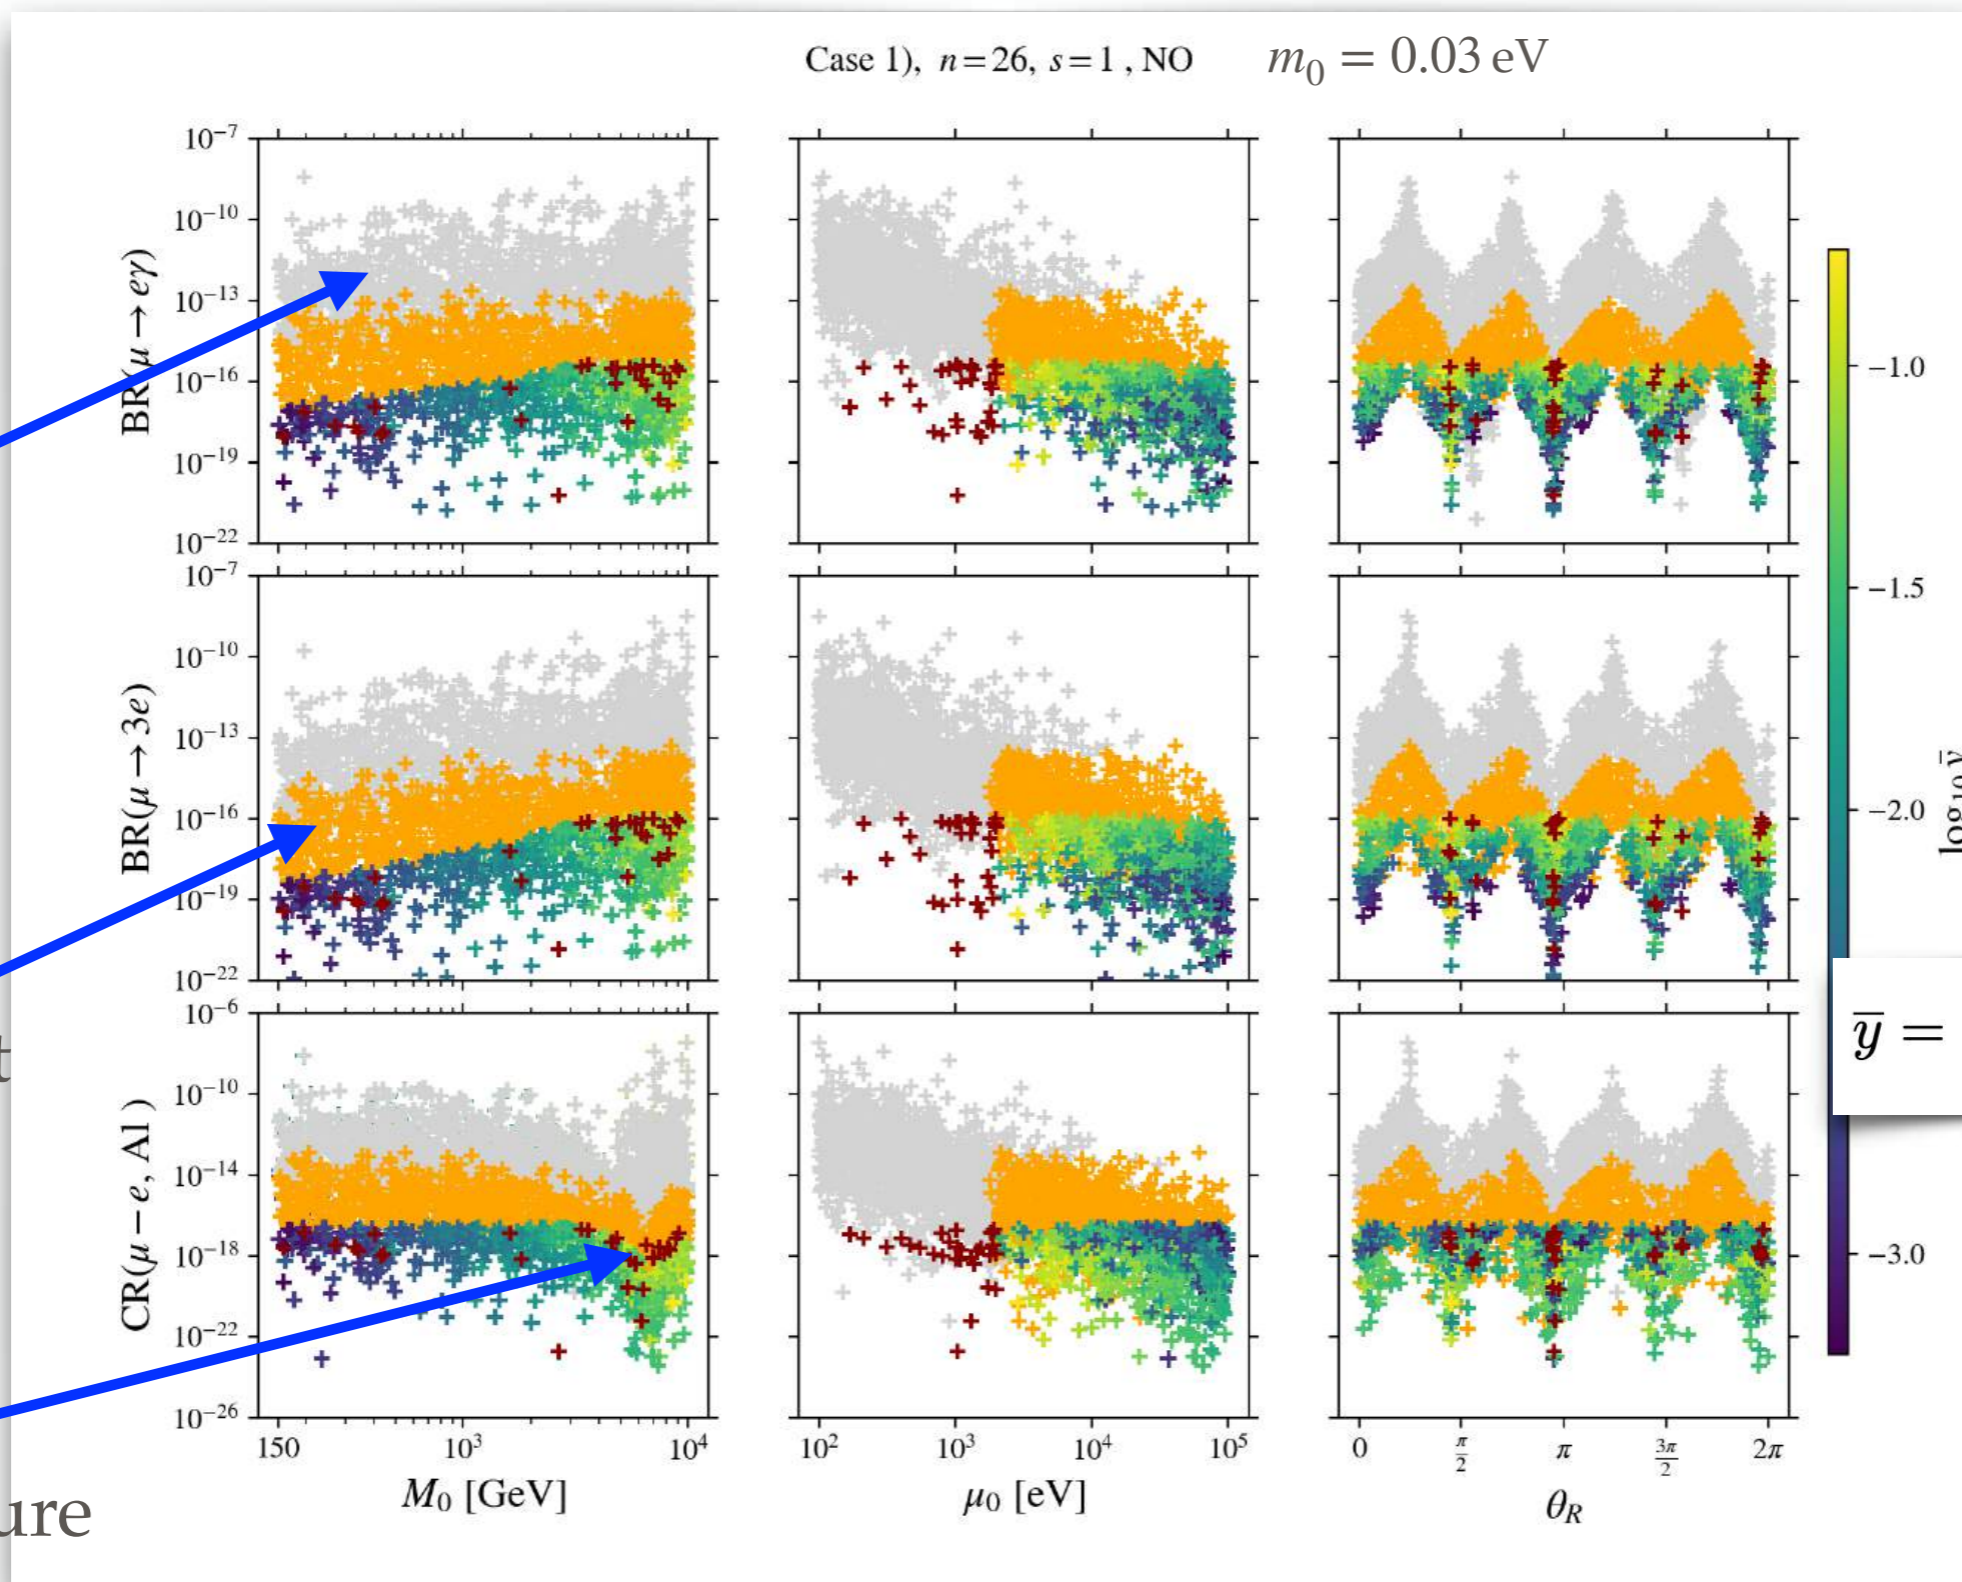 Case 1), n=26, s=1 , NO m₀ = 0.03 eV
BR(μ→eγ)
10⁻⁷
10⁻¹⁰
10⁻¹³
10⁻¹⁶
10⁻¹⁹
10⁻²²
BR(μ→3e)
10⁻⁷
10⁻¹⁰
10⁻¹³
10⁻¹⁶
10⁻¹⁹
10⁻²²
CR(μ−e, Al)
10⁻⁶
10⁻¹⁰
10⁻¹⁴
10⁻¹⁸
10⁻²²
10⁻²⁶
150 10³ 10⁴
M₀ [GeV]
10² 10³ 10⁴ 10⁵
μ₀ [eV]
0 π/2 π 3π/2 2π
θ_R
−1.0
−1.5
−2.0
−3.0
log₁₀ y̅
y̅ =
t
ure